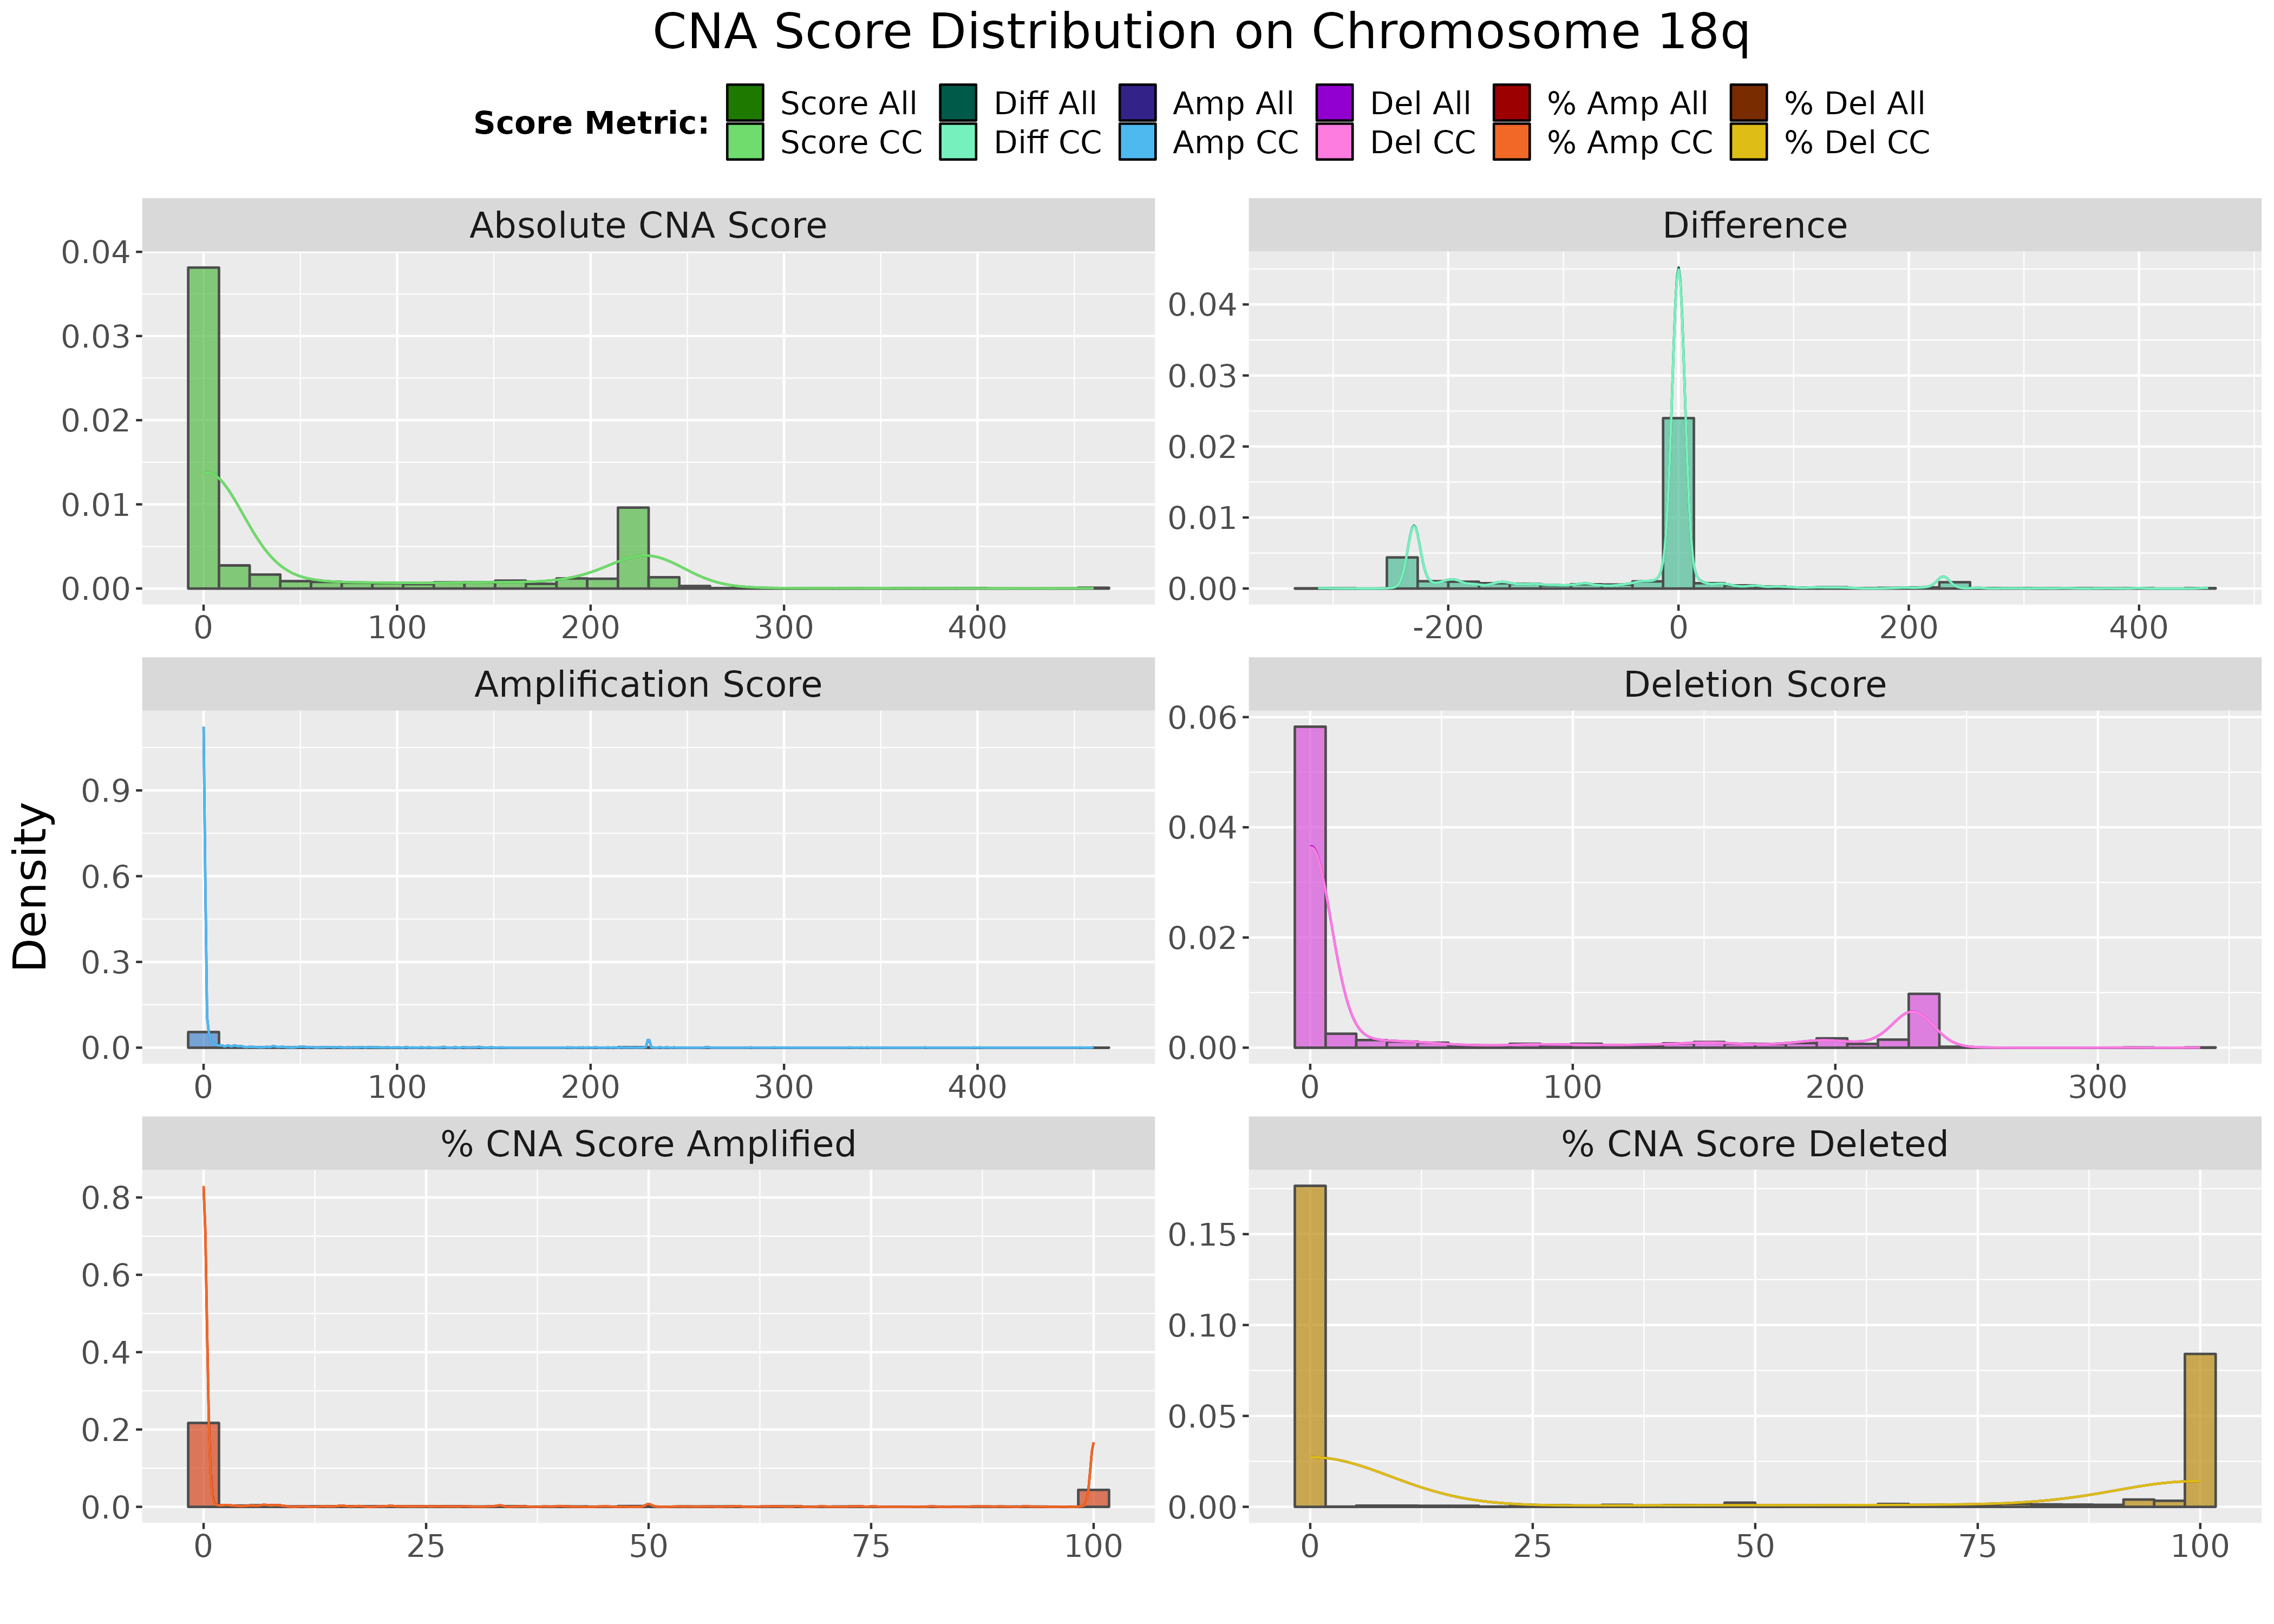 CNA Score Distribution on Chromosome 18q
Score Metric:
Score All Diff All Amp All Del All % Amp All % Del All
Score CC Diff CC Amp CC Del CC % Amp CC % Del CC
Absolute CNA Score
0.04
0.03
0.02
0.01
0.00
0 100 200 300 400
Difference
0.04
0.03
0.02
0.01
0.00
-200 0 200 400
Density
Amplification Score
0.9
0.6
0.3
0.0
0 100 200 300 400
Deletion Score
0.06
0.04
0.02
0.00
0 100 200 300
% CNA Score Amplified
0.8
0.6
0.4
0.2
0.0
0 25 50 75 100
% CNA Score Deleted
0.15
0.10
0.05
0.00
0 25 50 75 100